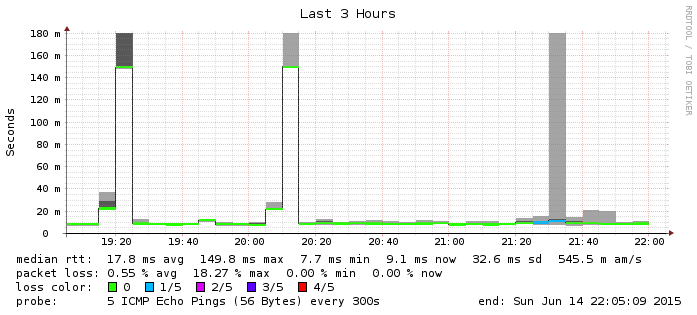 Last 3 Hours
RRDTOOL / TOBI OETIKER
Seconds
180 m
160 m
140 m
120 m
100 m
80 m
60 m
40 m
20 m
0
19:20 19:40 20:00 20:20 20:40 21:00 21:20 21:40 22:00
median rtt: 17.8 ms avg 149.8 ms max 7.7 ms min 9.1 ms now 32.6 ms sd 545.5 m am/s
packet loss: 0.55 % avg 18.27 % max 0.00 % min 0.00 % now
loss color: 0 1/5 2/5 3/5 4/5
probe: 5 ICMP Echo Pings (56 Bytes) every 300s end: Sun Jun 14 22:05:09 2015